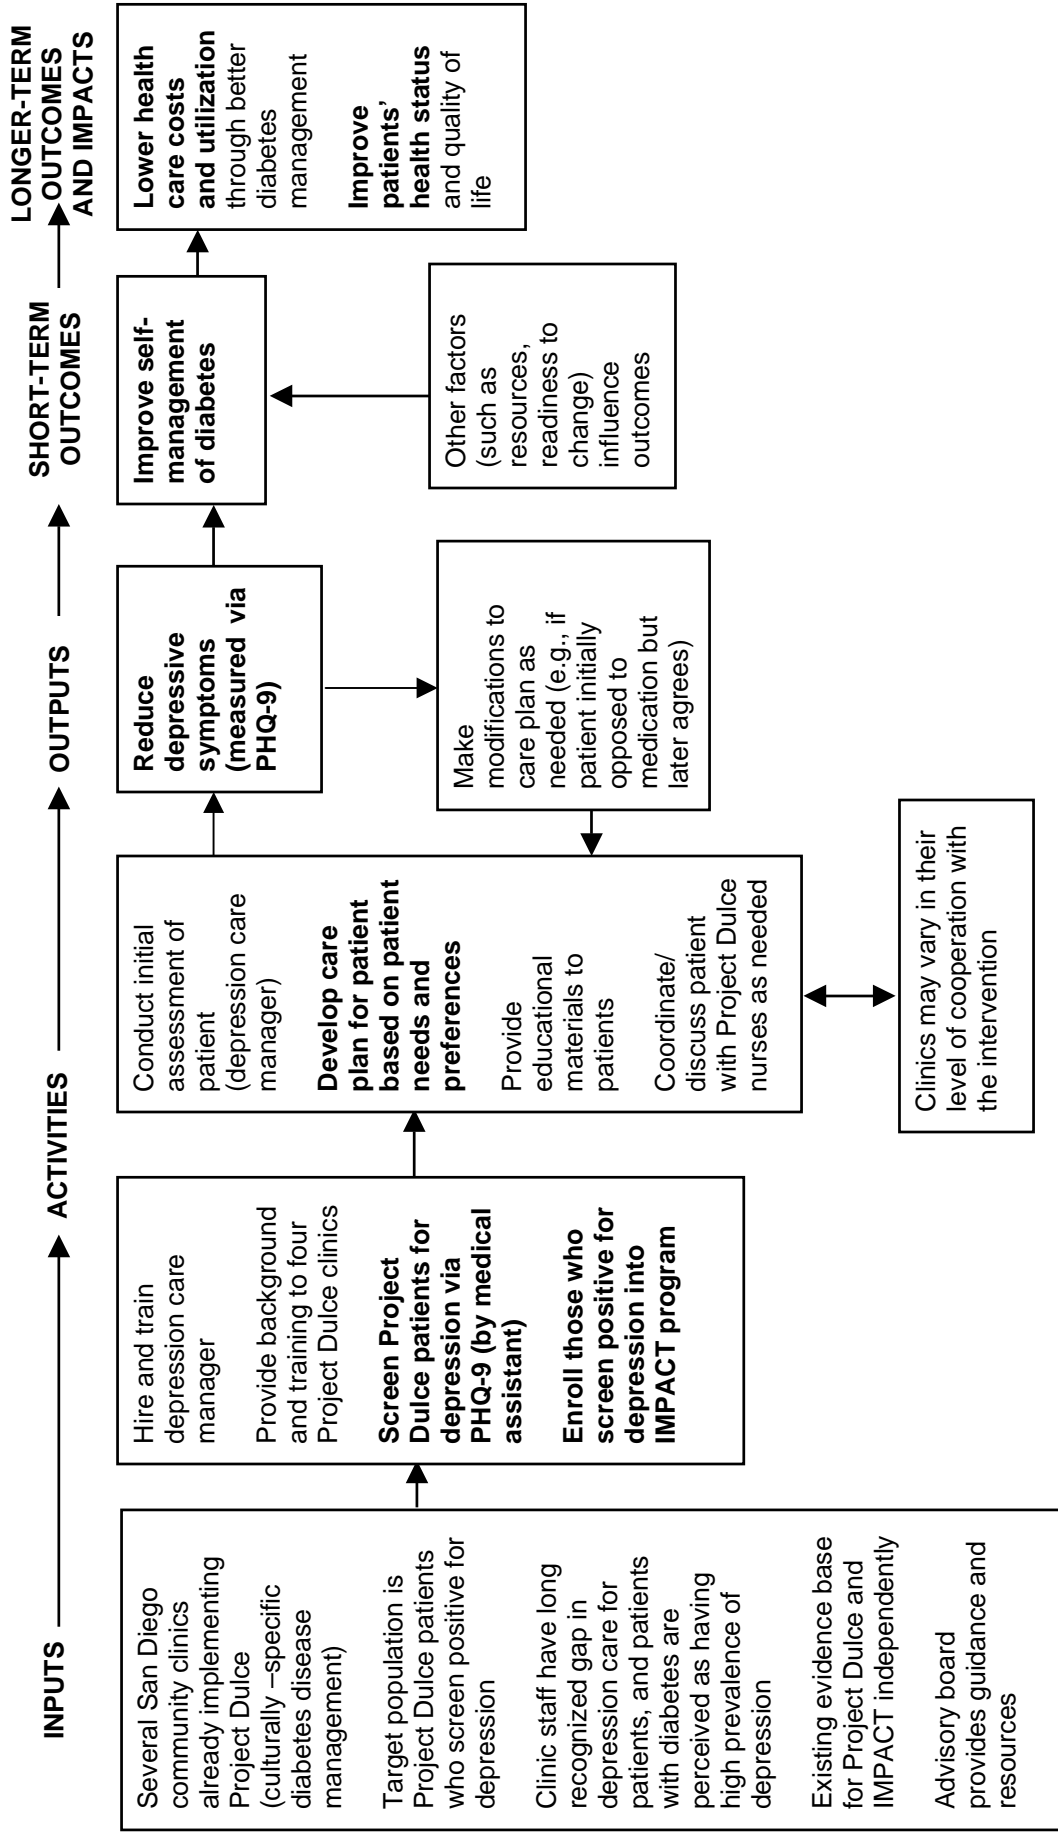 INPUTS
ACTIVITIES
OUTPUTS
SHORT-TERM
OUTCOMES
LONGER-TERM
OUTCOMES
AND IMPACTS
Several San Diego
community clinics
already implementing
Project Dulce
(culturally –specific
diabetes disease
management)
Target population is
Project Dulce patients
who screen positive for
depression
Clinic staff have long
recognized gap in
depression care for
patients, and patients
with diabetes are
perceived as having
high prevalence of
depression
Existing evidence base
for Project Dulce and
IMPACT independently
Advisory board
provides guidance and
resources
Hire and train
depression care
manager
Provide background
and training to four
Project Dulce clinics
Screen Project
Dulce patients for
depression via
PHQ-9 (by medical
assistant)
Enroll those who
screen positive for
depression into
IMPACT program
Conduct initial
assessment of
patient
(depression care
manager)
Develop care
plan for patient
based on patient
needs and
preferences
Provide
educational
materials to
patients
Coordinate/
discuss patient
with Project Dulce
nurses as needed
Clinics may vary in their
level of cooperation with
the intervention
Reduce
depressive
symptoms
(measured via
PHQ-9)
Make
modifications to
care plan as
needed (e.g., if
patient initially
opposed to
medication but
later agrees)
Improve self-
management
of diabetes
Other factors
(such as
resources,
readiness to
change)
influence
outcomes
Lower health
care costs
and utilization
through better
diabetes
management
Improve
patients’
health status
and quality of
life